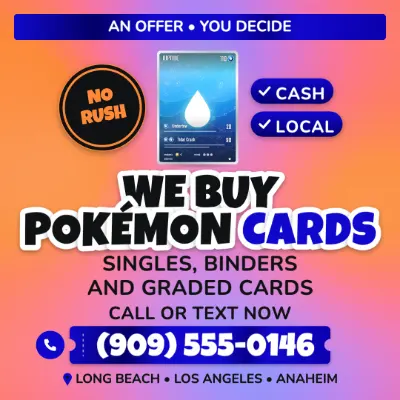 AN OFFER • YOU DECIDE
NO
RUSH
CASH
LOCAL
WE BUY
POKÉMON CARDS
SINGLES, BINDERS
AND GRADED CARDS
CALL OR TEXT NOW
(909) 555-0146
LONG BEACH • LOS ANGELES • ANAHEIM